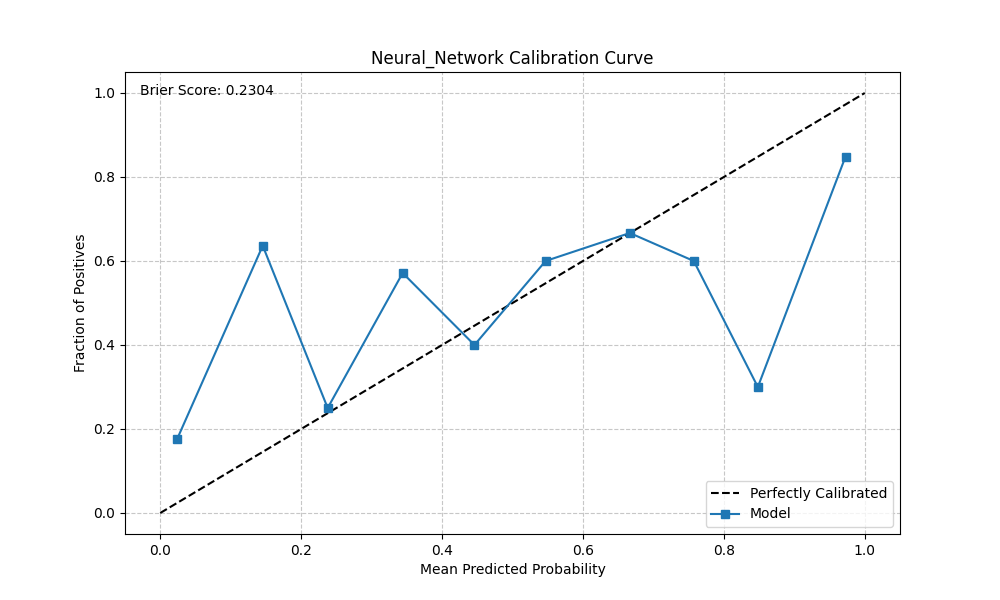 Neural_Network Calibration Curve
Brier Score: 0.2304
1.0
0.8
0.6
0.4
0.2
0.0
Fraction of Positives
0.0 0.2 0.4 0.6 0.8 1.0
Mean Predicted Probability
Perfectly Calibrated
Model